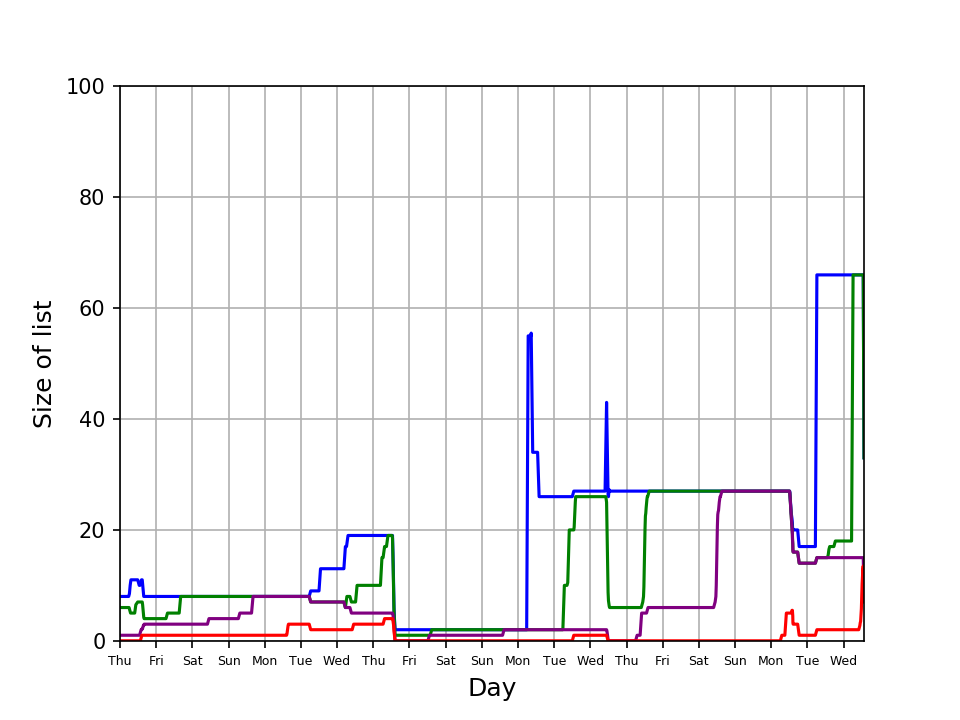 100
80
60
40
20
0
Size of list
Thu Fri Sat Sun Mon Tue Wed Thu Fri Sat Sun Mon Tue Wed Thu Fri Sat Sun Mon Tue Wed
Day